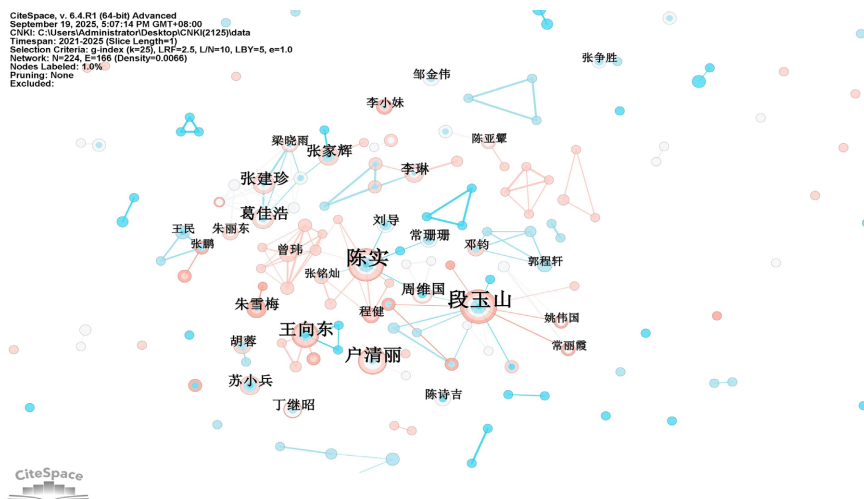 CiteSpace, v. 6.4.R1 (64-bit) Advanced
September 19, 2025, 5:07:14 PM GMT+08:00
CNKI: C:\Users\Administrator\Desktop\CNKI(2125)\data
Timespan: 2021-2025 (Slice Length=1)
Selection Criteria: g-index (k=25), LRF=2.5, L/N=10, LBY=5, e=1.0
Network: N=224, E=166 (Density=0.0066)
Nodes Labeled: 1.0%
Pruning: None
Excluded:
张争胜
邹金伟
李小妹
梁晓雨
张家辉
陈亚颦
李琳
张建珍
葛佳浩
刘导
王民
朱丽东
常珊珊
张鹏
曾玮
邓钧
陈实
郭程轩
张铭灿
周维国
段玉山
朱雪梅
程健
姚伟国
王向东
胡蓉
户清丽
常丽霞
苏小兵
陈诗吉
丁继昭
CiteSpace